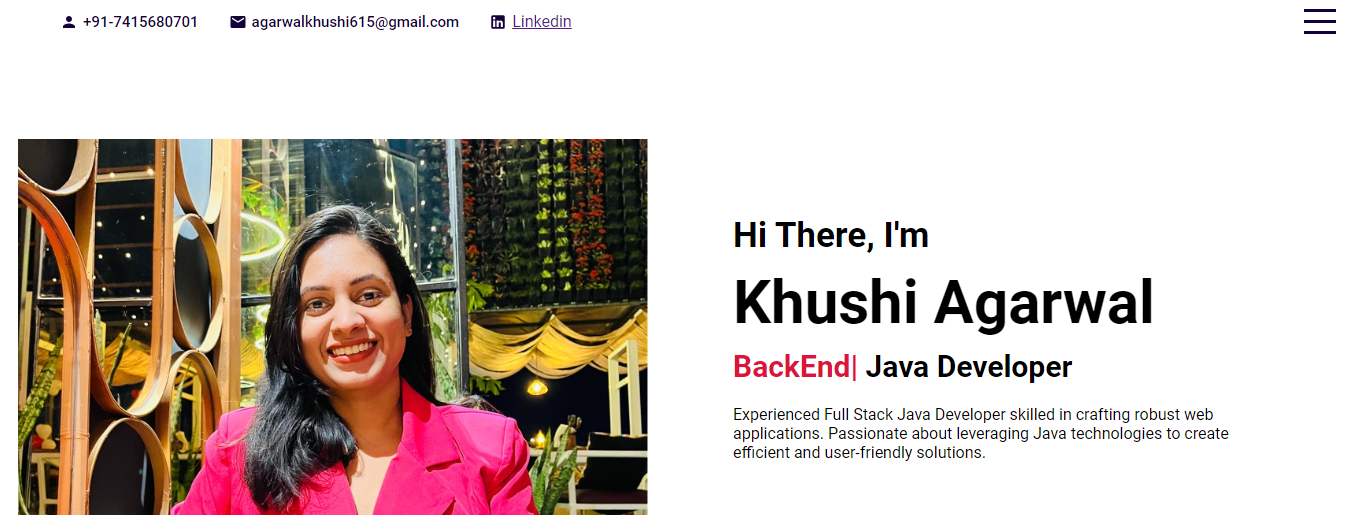 +91-7415680701 agarwalkhushi615@gmail.com Linkedin
Hi There, I'm
Khushi Agarwal
BackEnd| Java Developer
Experienced Full Stack Java Developer skilled in crafting robust web
applications. Passionate about leveraging Java technologies to create
efficient and user-friendly solutions.